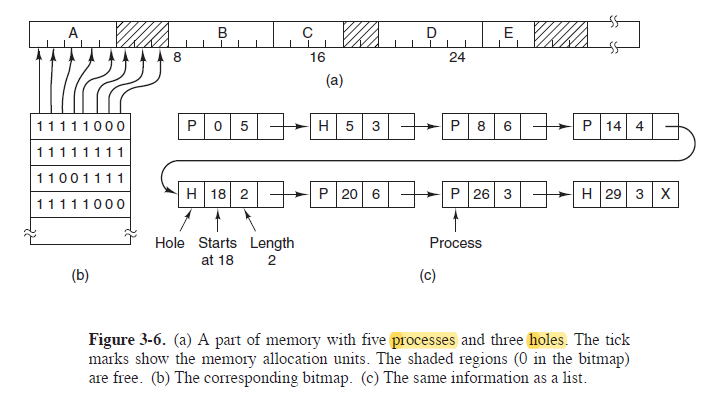 A B C D E
8 16 24
(a)
1 1 1 1 1 0 0 0
1 1 1 1 1 1 1 1
1 1 0 0 1 1 1 1
1 1 1 1 1 0 0 0
(b)
P 0 5 H 5 3 P 8 6 P 14 4
H 18 2 P 20 6 P 26 3 H 29 3 X
Hole Starts at 18 Length 2 Process
(c)
Figure 3-6. (a) A part of memory with five processes and three holes. The tick
marks show the memory allocation units. The shaded regions (0 in the bitmap)
are free. (b) The corresponding bitmap. (c) The same information as a list.